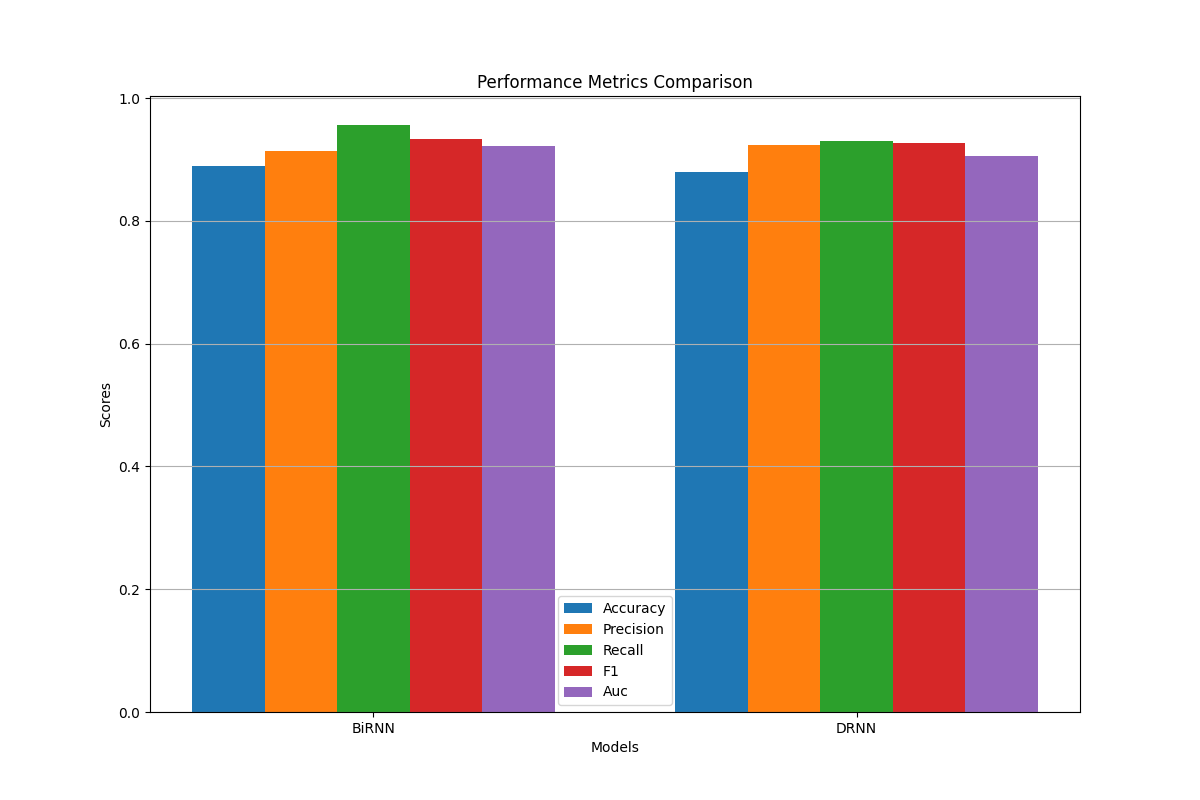 Performance Metrics Comparison
1.0
0.8
0.6
0.4
0.2
0.0
Scores
Accuracy
Precision
Recall
F1
Auc
BiRNN
DRNN
Models